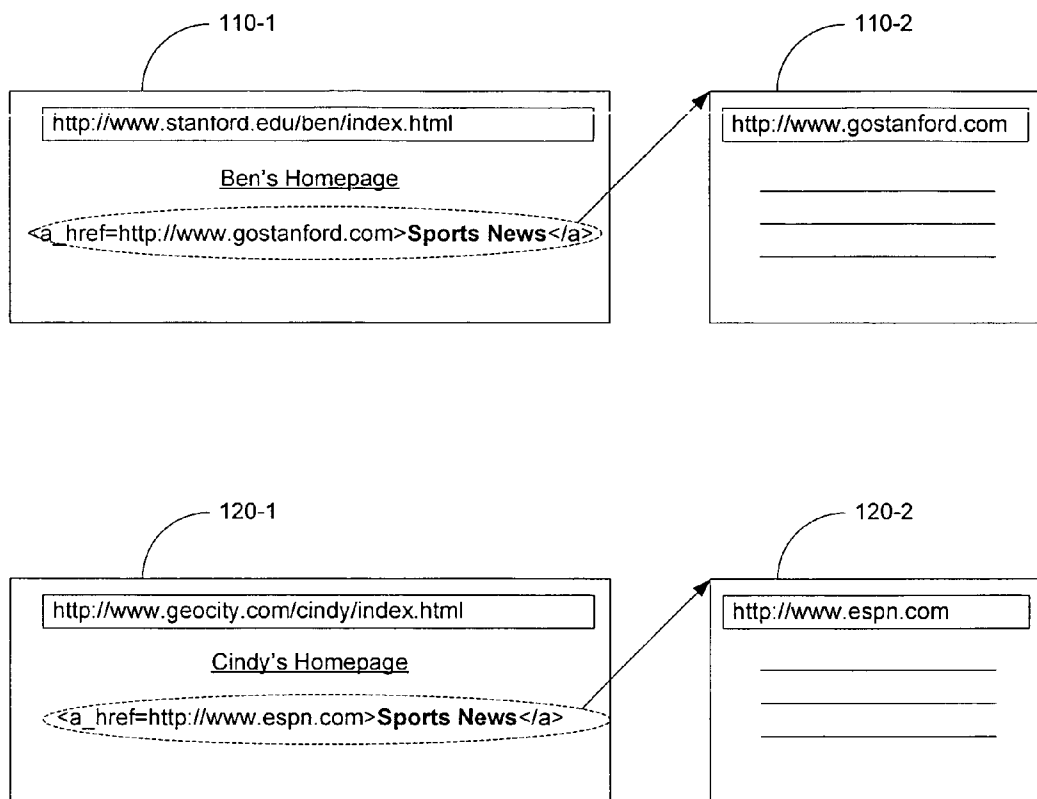 110-1
110-2
http://www.stanford.edu/ben/index.html
http://www.gostanford.com
Ben's Homepage
<a_href=http://www.gostanford.com>Sports News</a>
120-1
120-2
http://www.geocity.com/cindy/index.html
http://www.espn.com
Cindy's Homepage
<a_href=http://www.espn.com>Sports News</a>